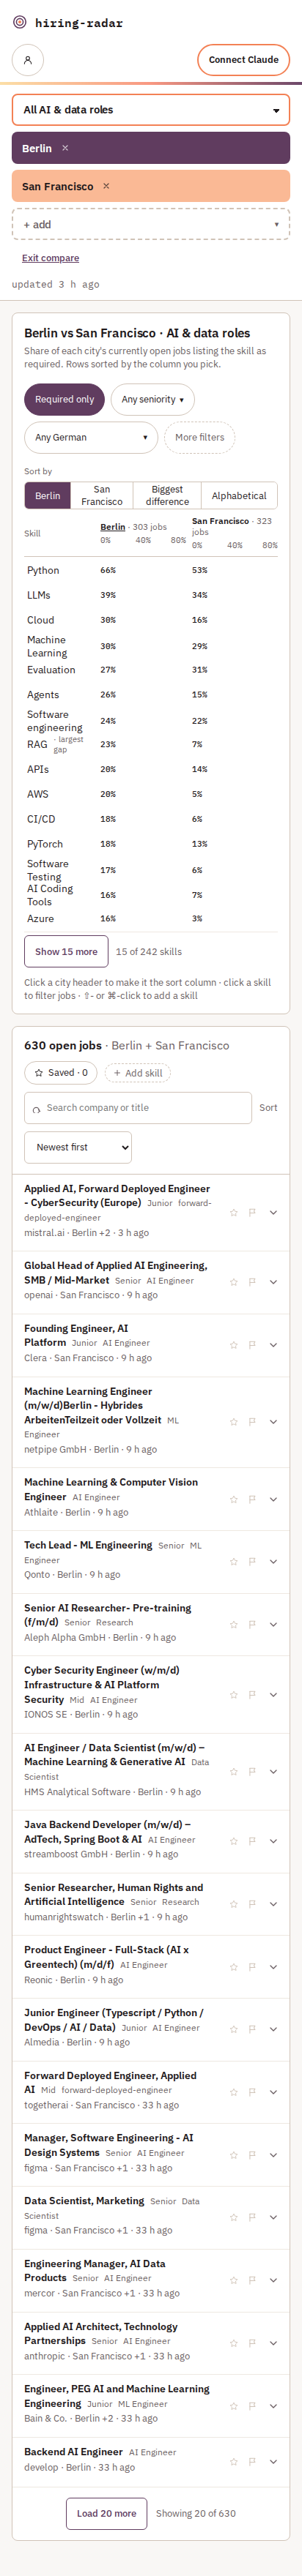 hiring-radar
Connect Claude
All AI & data roles
Berlin ×
San Francisco ×
+ add
Exit compare
updated 3 h ago
Berlin vs San Francisco · AI & data roles
Share of each city's currently open jobs listing the skill as
required. Rows sorted by the column you pick.
Required only
Any seniority
Any German
More filters
Sort by
Berlin
San
Francisco
Biggest
difference
Alphabetical
Skill
Berlin · 303 jobs
0% 40% 80%
San Francisco · 323
jobs
0% 40% 80%
Python 66% 53%
LLMs 39% 34%
Cloud 30% 16%
Machine
Learning 30% 29%
Evaluation 27% 31%
Agents 26% 15%
Software
engineering 24% 22%
RAG · largest
gap 23% 7%
APIs 20% 14%
AWS 20% 5%
CI/CD 18% 6%
PyTorch 18% 13%
Software
Testing 17% 6%
AI Coding
Tools 16% 7%
Azure 16% 3%
Show 15 more 15 of 242 skills
Click a city header to make it the sort column · click a skill
to filter jobs · ⇧- or ⌘-click to add a skill
630 open jobs · Berlin + San Francisco
Saved · 0
+ Add skill
Search company or title
Sort
Newest first
Applied AI, Forward Deployed Engineer
- CyberSecurity (Europe) Junior forward-
deployed-engineer
mistral.ai · Berlin +2 · 3 h ago
Global Head of Applied AI Engineering,
SMB / Mid-Market Senior AI Engineer
openai · San Francisco · 9 h ago
Founding Engineer, AI
Platform Junior AI Engineer
Clera · San Francisco · 9 h ago
Machine Learning Engineer
(m/w/d)Berlin - Hybrides
ArbeitenTeilzeit oder Vollzeit ML
Engineer
netpipe GmbH · Berlin · 9 h ago
Machine Learning & Computer Vision
Engineer AI Engineer
Athlaite · Berlin · 9 h ago
Tech Lead - ML Engineering Senior ML
Engineer
Qonto · Berlin · 9 h ago
Senior AI Researcher- Pre-training
(f/m/d) Senior Research
Aleph Alpha GmbH · Berlin · 9 h ago
Cyber Security Engineer (w/m/d)
Infrastructure & AI Platform
Security Mid AI Engineer
IONOS SE · Berlin · 9 h ago
AI Engineer / Data Scientist (m/w/d) –
Machine Learning & Generative AI Data
Scientist
HMS Analytical Software · Berlin · 9 h ago
Java Backend Developer (m/w/d) –
AdTech, Spring Boot & AI AI Engineer
streamboost GmbH · Berlin · 9 h ago
Senior Researcher, Human Rights and
Artificial Intelligence Senior Research
humanrightswatch · Berlin +1 · 9 h ago
Product Engineer - Full-Stack (AI x
Greentech) (m/d/f) AI Engineer
Reonic · Berlin · 9 h ago
Junior Engineer (Typescript / Python /
DevOps / AI / Data) Junior AI Engineer
Almedia · Berlin · 9 h ago
Forward Deployed Engineer, Applied
AI Mid forward-deployed-engineer
togetherai · San Francisco · 33 h ago
Manager, Software Engineering - AI
Design Systems Senior AI Engineer
figma · San Francisco +1 · 33 h ago
Data Scientist, Marketing Senior Data
Scientist
figma · San Francisco +1 · 33 h ago
Engineering Manager, AI Data
Products Senior AI Engineer
mercor · San Francisco +1 · 33 h ago
Applied AI Architect, Technology
Partnerships Senior AI Engineer
anthropic · San Francisco +1 · 33 h ago
Engineer, PEG AI and Machine Learning
Engineering Junior ML Engineer
Bain & Co. · Berlin +2 · 33 h ago
Backend AI Engineer AI Engineer
develop · Berlin · 33 h ago
Load 20 more Showing 20 of 630